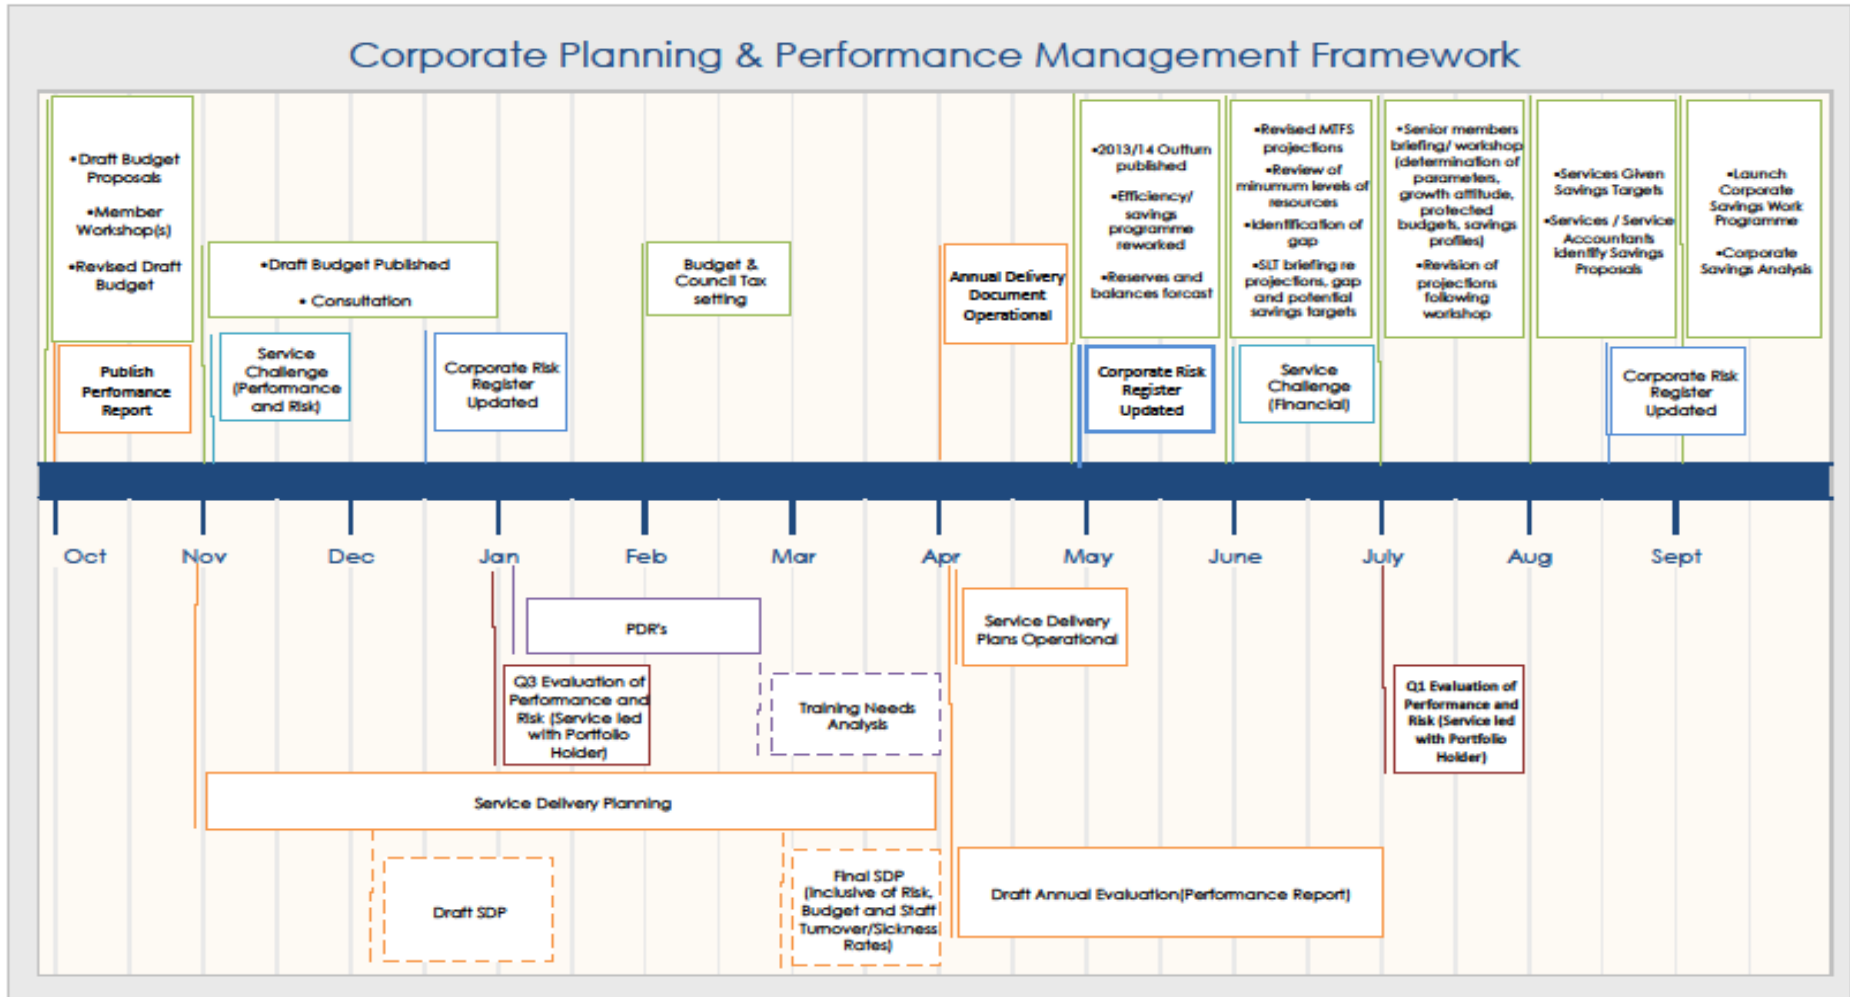 Corporate Planning & Performance Management Framework
•Draft Budget
Proposals
•Member
Workshop(s)
•Revised Draft
Budget
Publish
Perfomance
Report
•Draft Budget Published
• Consultation
Service
Challenge
(Performance
and Risk)
Corporate Risk
Register
Updated
Budget &
Council Tax
setting
Annual Delivery
Document
Operational
•2013/14 Outturn
published
•Efficiency/
savings
programme
reworked
•Reserves and
balances forcast
Corporate Risk
Register
Updated
•Revised MTFS
projections
•Review of
minumum levels of
resources
•Identification of
gap
•SLT briefing re
projections, gap
and potential
savings targets
Service
Challenge
(Financial)
•Senior members
briefing/ workshop
(determination of
parameters,
growth attitude,
protected
budgets, savings
profiles)
•Revision of
projections
following
workshop
•Services Given
Savings Targets
•Services / Service
Accountants
identify Savings
Proposals
•Launch
Corporate
Savings Work
Programme
•Corporate
Savings Analysis
Corporate Risk
Register
Updated
Oct
Nov
Dec
Jan
Feb
Mar
Apr
May
June
July
Aug
Sept
PDR's
Q3 Evaluation of
Performance and
Risk (Service led
with Portfolio
Holder)
Training Needs
Analysis
Service Delivery
Plans Operational
Q1 Evaluation of
Performance and
Risk (Service led
with Portfolio
Holder)
Service Delivery Planning
Draft SDP
Final SDP
(Inclusive of Risk,
Budget and Staff
Turnover/Sickness
Rates)
Draft Annual Evaluation(Performance Report)